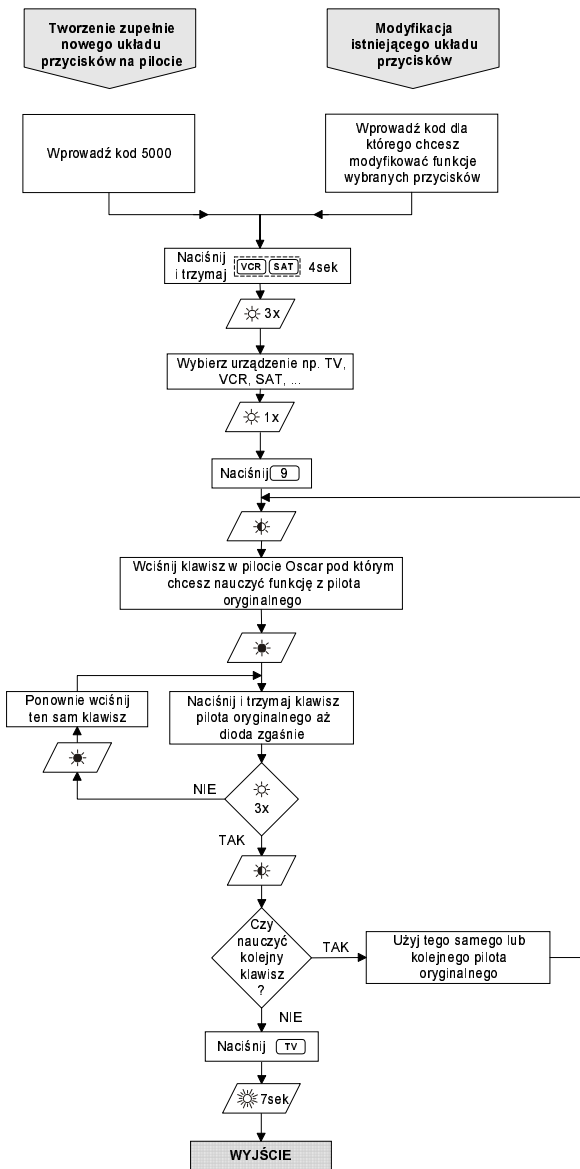 Tworzenie zupełnie
nowego układu
przycisków na pilocie
Modyfikacja
istniejącego układu
przycisków
Wprowadź kod 5000
Wprowadź kod dla
którego chcesz
modyfikować funkcje
wybranych przycisków
Naciśnij
i trzymaj VCR SAT 4sek
3x
Wybierz urządzenie np. TV,
VCR, SAT, ...
1x
Naciśnij 9
Wciśnij klawisz w pilocie Oscar pod którym
chcesz nauczyć funkcję z pilota
oryginalnego
Ponownie wciśnij
ten sam klawisz
Naciśnij i trzymaj klawisz
pilota oryginalnego aż
dioda zgaśnie
NIE
3x
TAK
Czy
nauczyć
kolejny
klawisz
?
TAK
Użyj tego samego lub
kolejnego pilota
oryginalnego
NIE
Naciśnij TV
7sek
WYJŚCIE